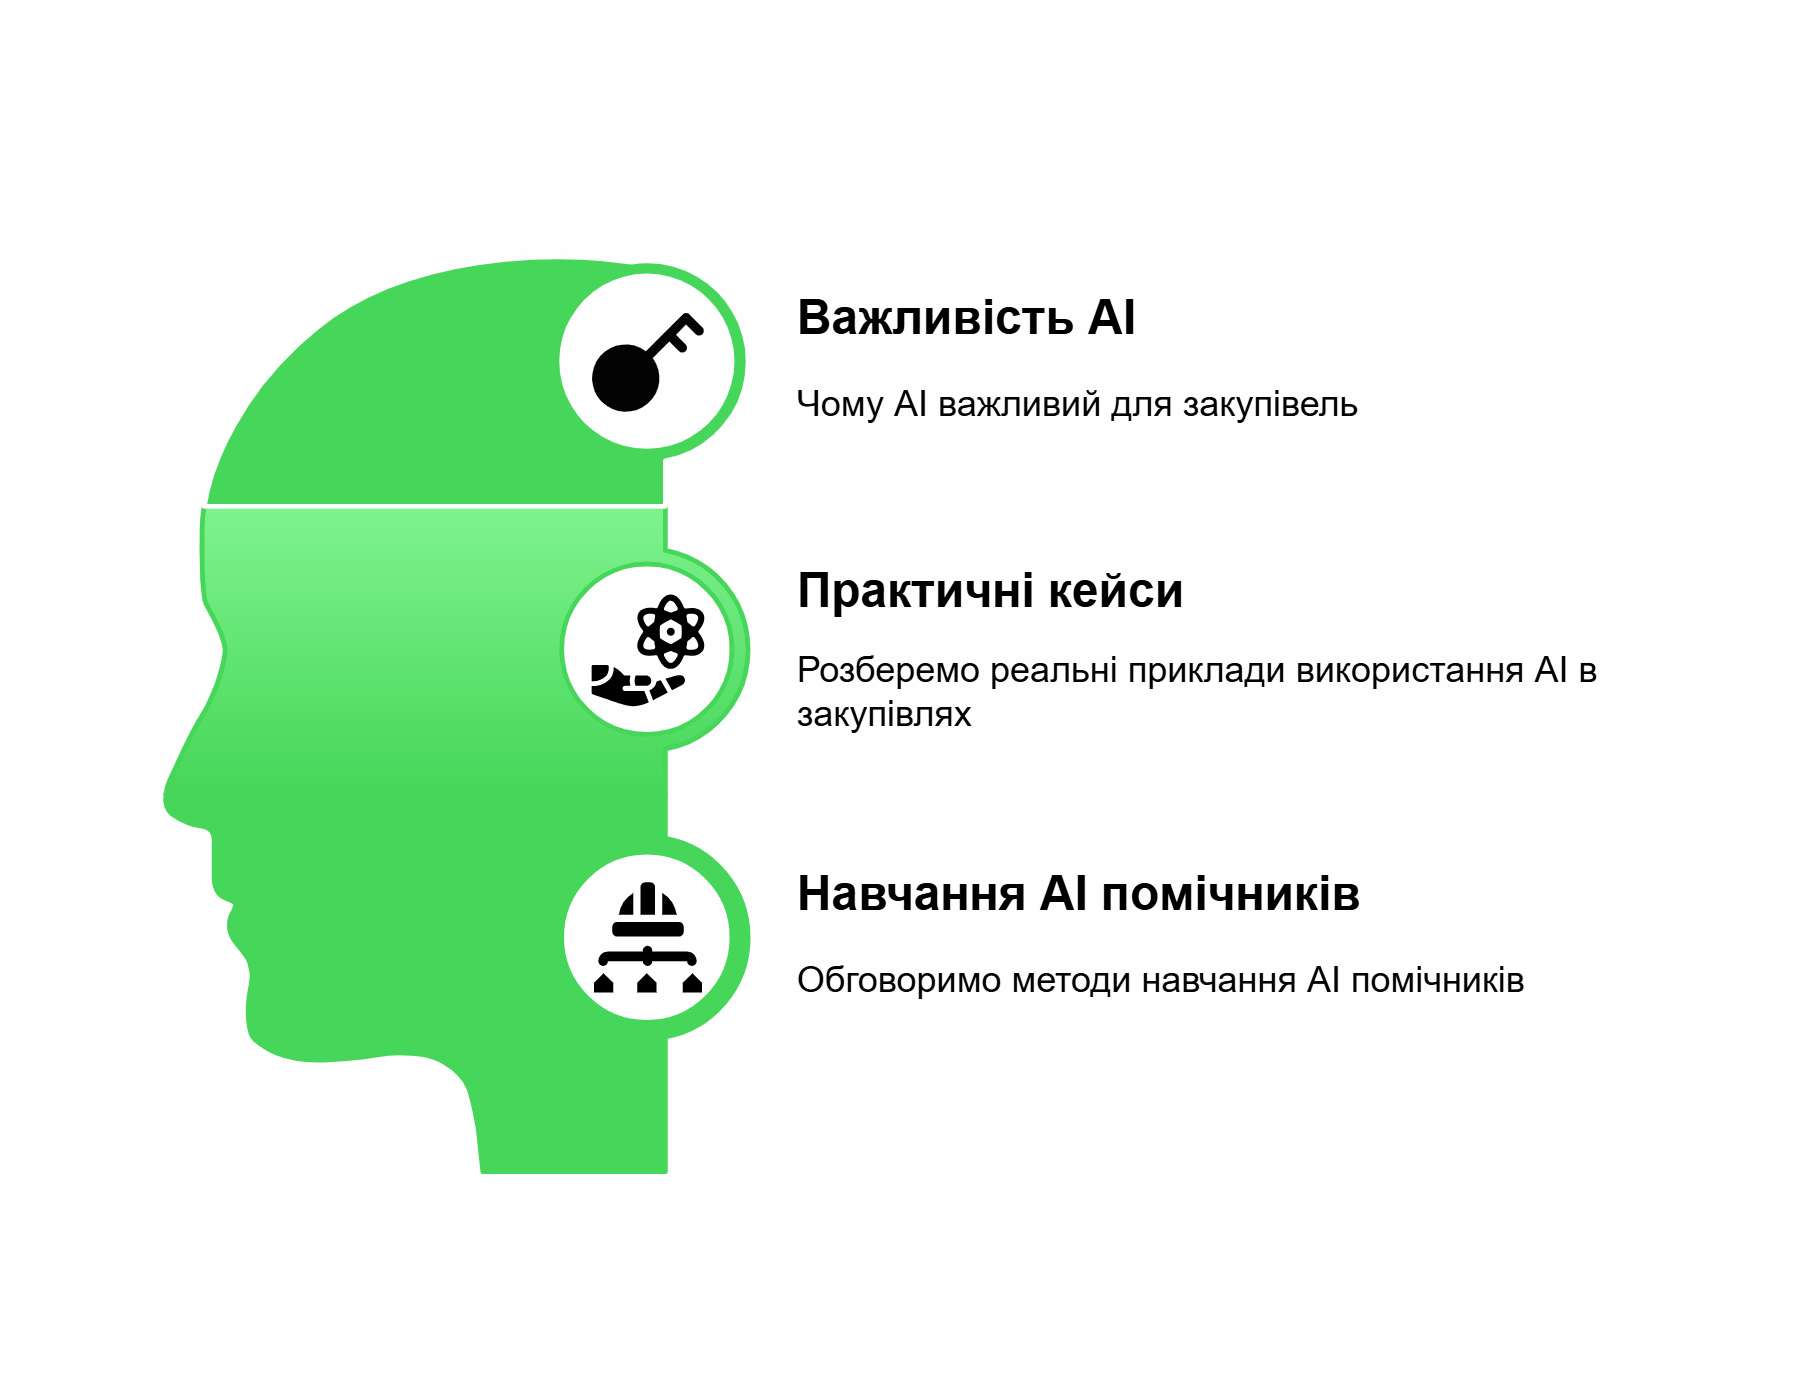 Важливість AI
Чому AI важливий для закупівель
Практичні кейси
Розберемо реальні приклади використання AI в
закупівлях
Навчання AI помічників
Обговоримо методи навчання AI помічників